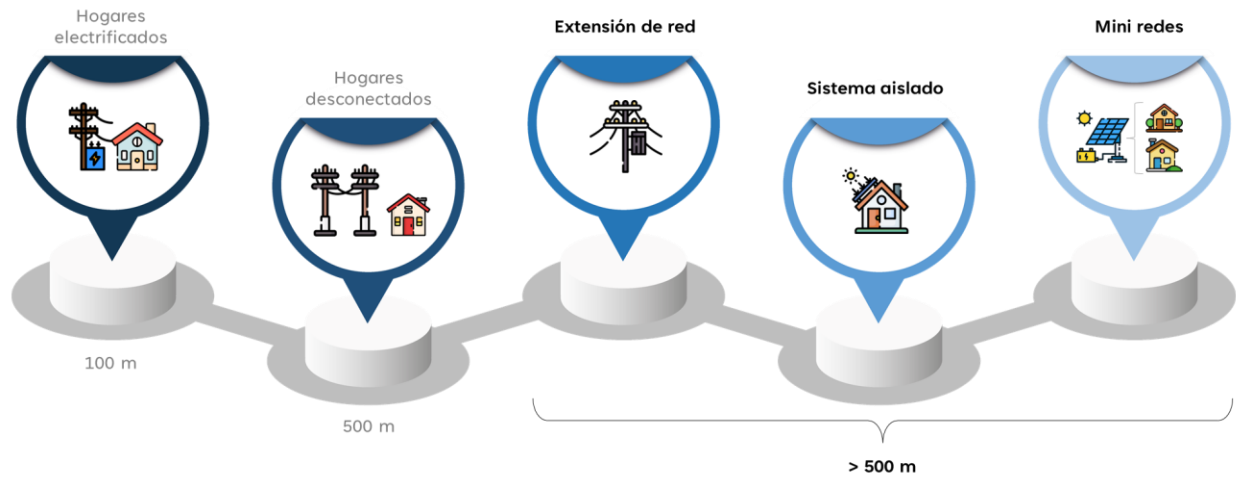 Hogares
electrificados
Hogares
desconectados
Extensión de red
Sistema aislado
Mini redes
100 m
500 m
> 500 m